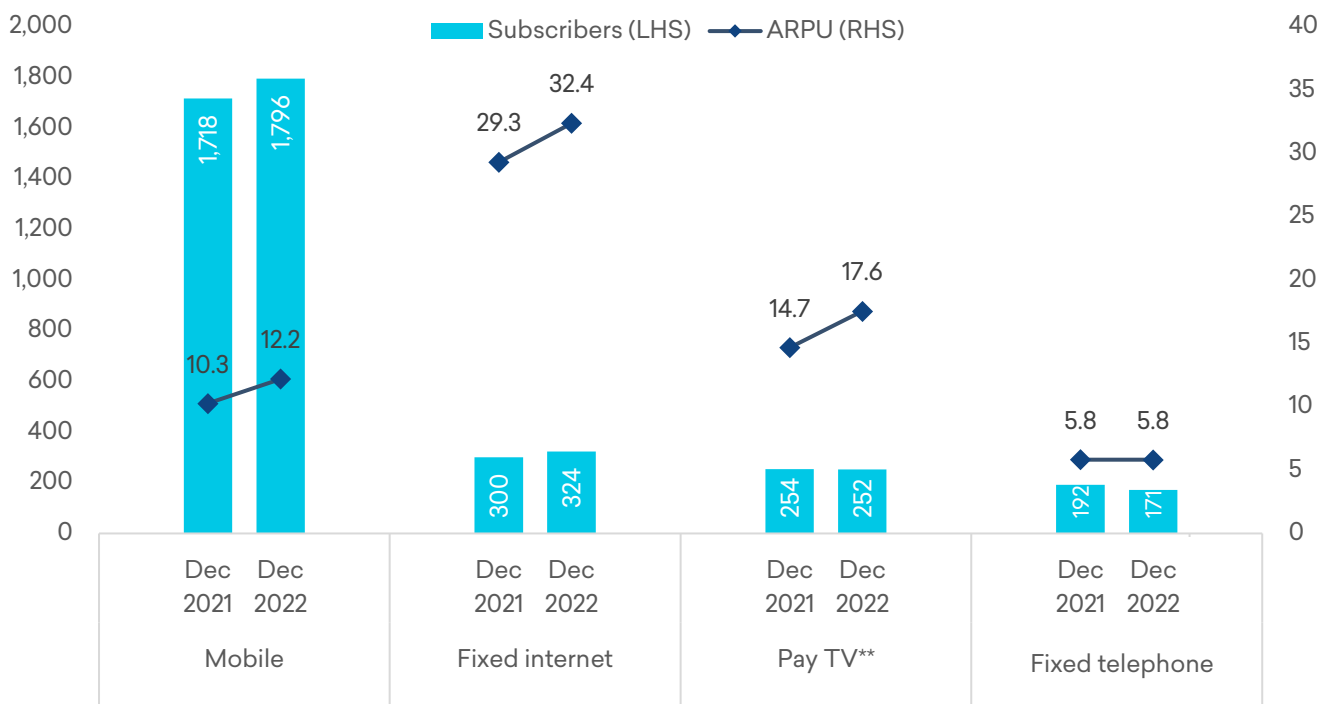 Subscribers (LHS) ARPU (RHS)
2,000
1,800
1,600
1,400
1,200
1,000
800
600
400
200
0
40
35
30
25
20
15
10
5
0
1,718
1,796
10.3
12.2
300
324
29.3
32.4
254
252
14.7
17.6
192
171
5.8
5.8
Dec 2021
Dec 2022
Dec 2021
Dec 2022
Dec 2021
Dec 2022
Dec 2021
Dec 2022
Mobile
Fixed internet
Pay TV**
Fixed telephone